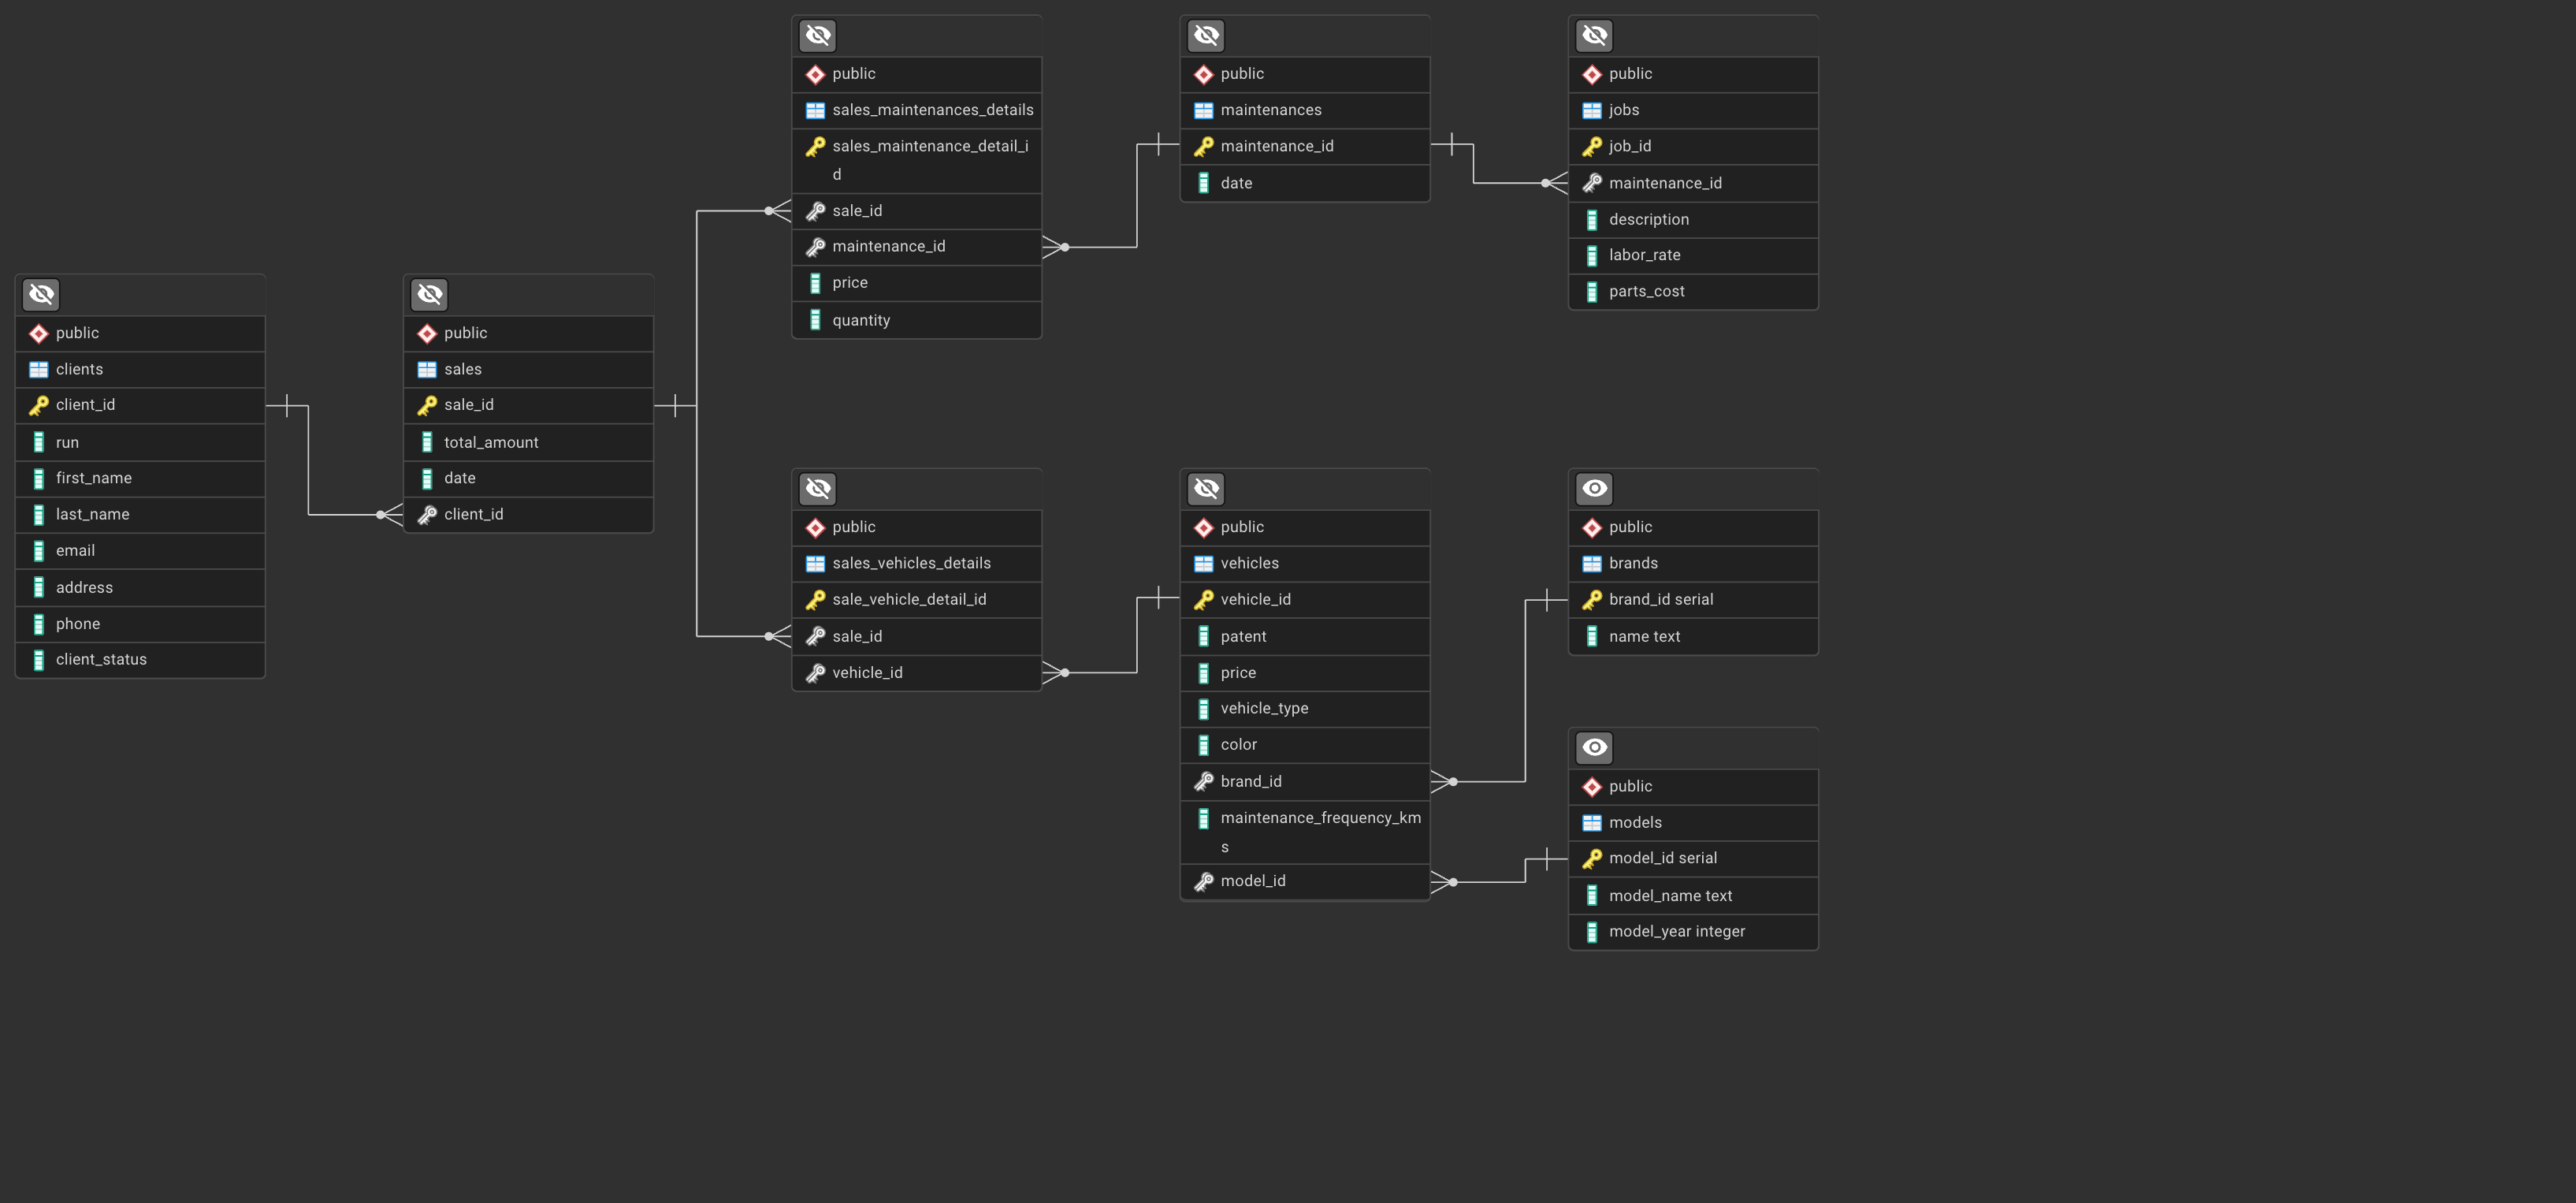 public
clients
client_id
run
first_name
last_name
email
address
phone
client_status
public
sales
sale_id
total_amount
date
client_id
public
sales_maintenances_details
sales_maintenance_detail_i
d
sale_id
maintenance_id
price
quantity
public
sales_vehicles_details
sale_vehicle_detail_id
sale_id
vehicle_id
public
maintenances
maintenance_id
date
public
vehicles
vehicle_id
patent
price
vehicle_type
color
brand_id
maintenance_frequency_km
s
model_id
public
jobs
job_id
maintenance_id
description
labor_rate
parts_cost
public
brands
brand_id serial
name text
public
models
model_id serial
model_name text
model_year integer